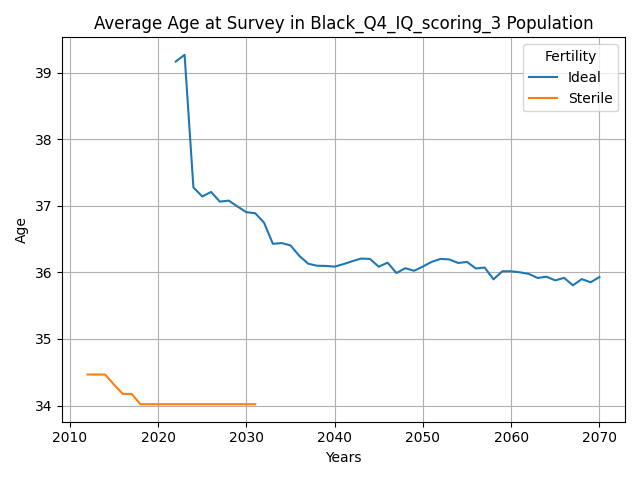 Average Age at Survey in Black_Q4_IQ_scoring_3 Population
Fertility
Ideal
Sterile
39
38
37
36
35
34
Age
2010
2020
2030
2040
2050
2060
2070
Years